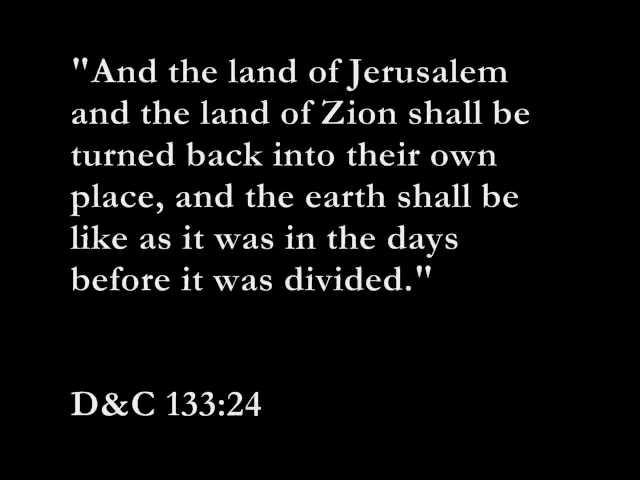 "And the land of Jerusalem
and the land of Zion shall be
turned back into their own
place, and the earth shall be
like as it was in the days
before it was divided."
D&C 133:24